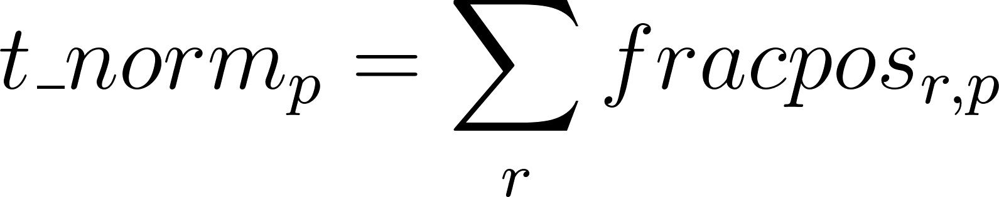 t_norm_p = \sum_r fracpos_{r,p}